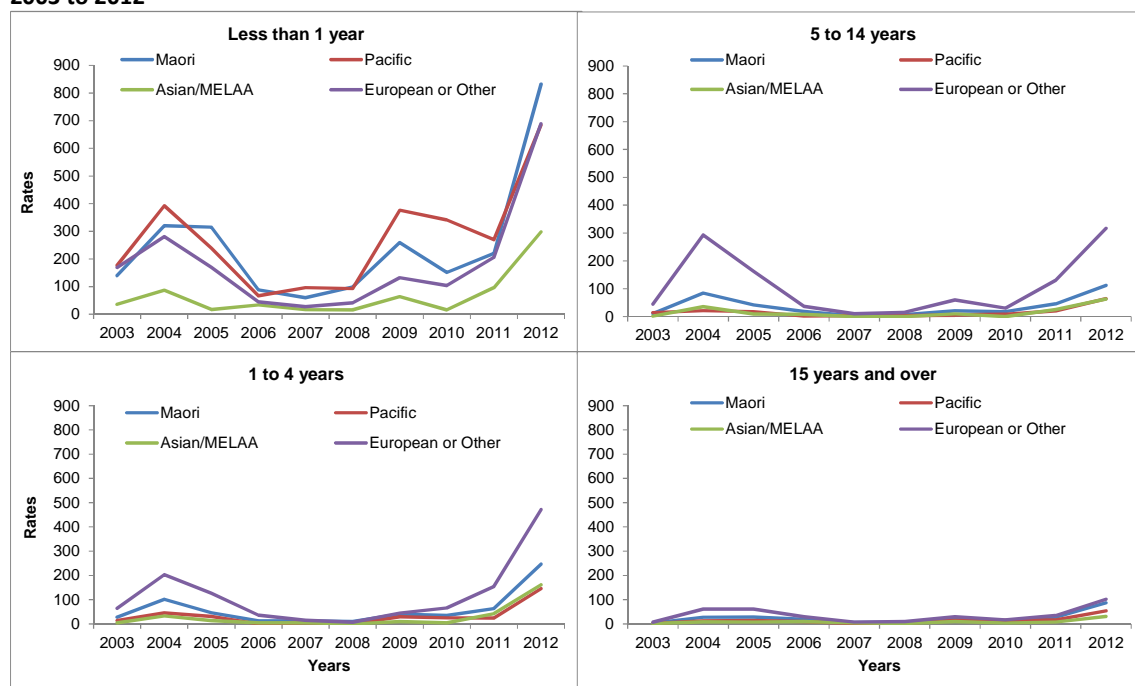 2003 to 2012
Less than 1 year
Maori Pacific
Asian/MELAA European or Other
900
800
700
600
500
400
300
200
100
0
Rates
2003 2004 2005 2006 2007 2008 2009 2010 2011 2012
5 to 14 years
Maori Pacific
Asian/MELAA European or Other
900
800
700
600
500
400
300
200
100
0
2003 2004 2005 2006 2007 2008 2009 2010 2011 2012
1 to 4 years
Maori Pacific
Asian/MELAA European or Other
900
800
700
600
500
400
300
200
100
0
Rates
2003 2004 2005 2006 2007 2008 2009 2010 2011 2012
Years
15 years and over
Maori Pacific
Asian/MELAA European or Other
900
800
700
600
500
400
300
200
100
0
2003 2004 2005 2006 2007 2008 2009 2010 2011 2012
Years